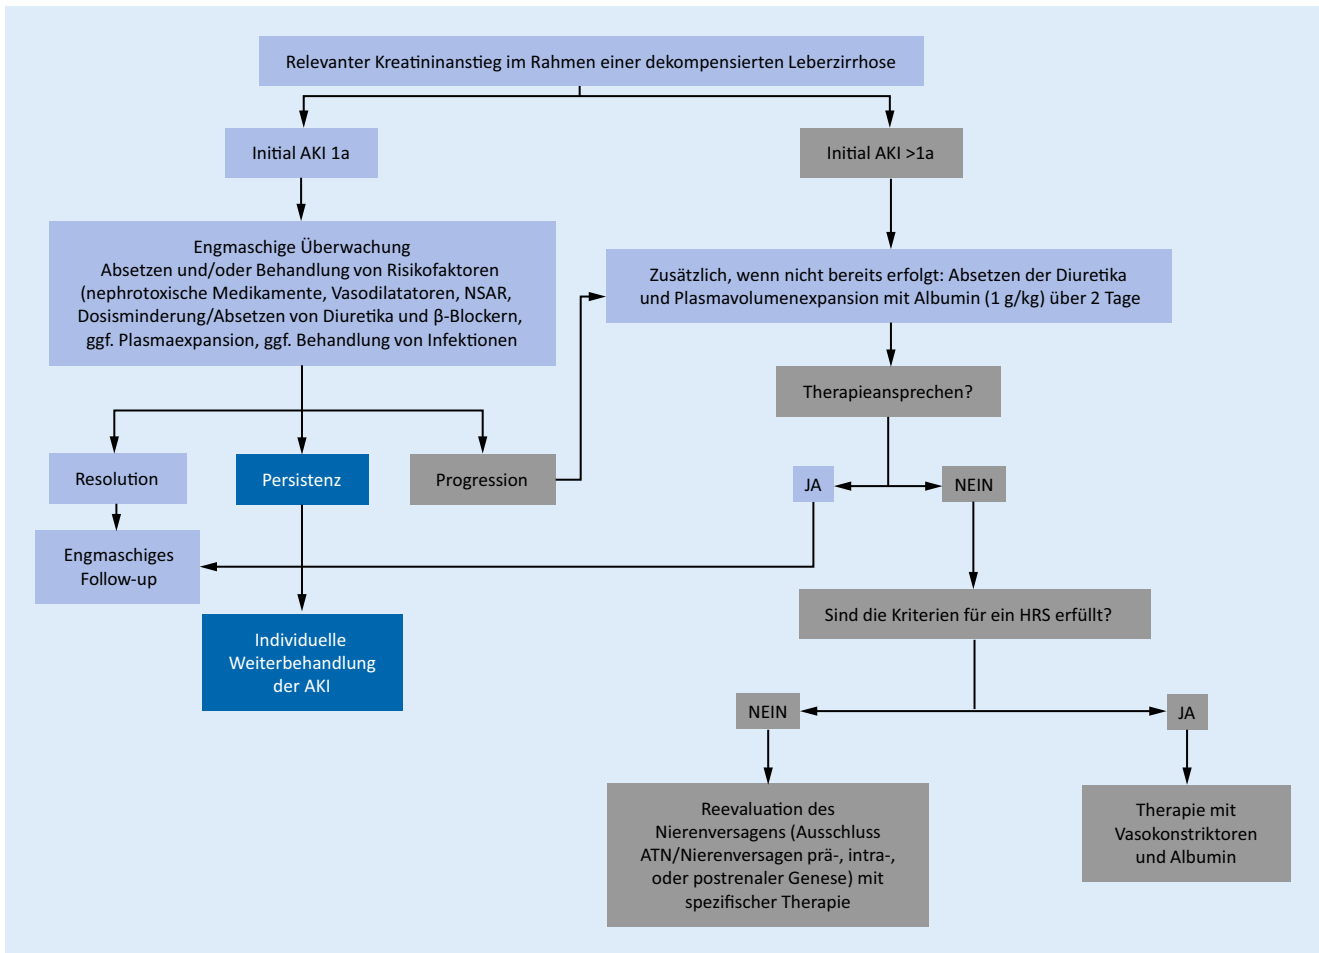 Relevanter Kreatininanstieg im Rahmen einer dekompensierten Leberzirrhose
Initial AKI 1a
Initial AKI >1a
Engmaschige Überwachung
Absetzen und/oder Behandlung von Risikofaktoren
(nephrotoxische Medikamente, Vasodilatatoren, NSAR,
Dosisminderung/Absetzen von Diuretika und β-Blockern,
ggf. Plasmaexpansion, ggf. Behandlung von Infektionen
Zusätzlich, wenn nicht bereits erfolgt: Absetzen der Diuretika
und Plasmavolumenexpansion mit Albumin (1 g/kg) über 2 Tage
Therapieansprechen?
Resolution
Persistenz
Progression
JA
NEIN
Engmaschiges
Follow-up
Individuelle
Weiterbehandlung
der AKI
Sind die Kriterien für ein HRS erfüllt?
NEIN
JA
Reevaluation des
Nierenversagens (Ausschluss
ATN/Nierenversagen prä-, intra-,
oder postrenaler Genese) mit
spezifischer Therapie
Therapie mit
Vasokonstriktoren
und Albumin